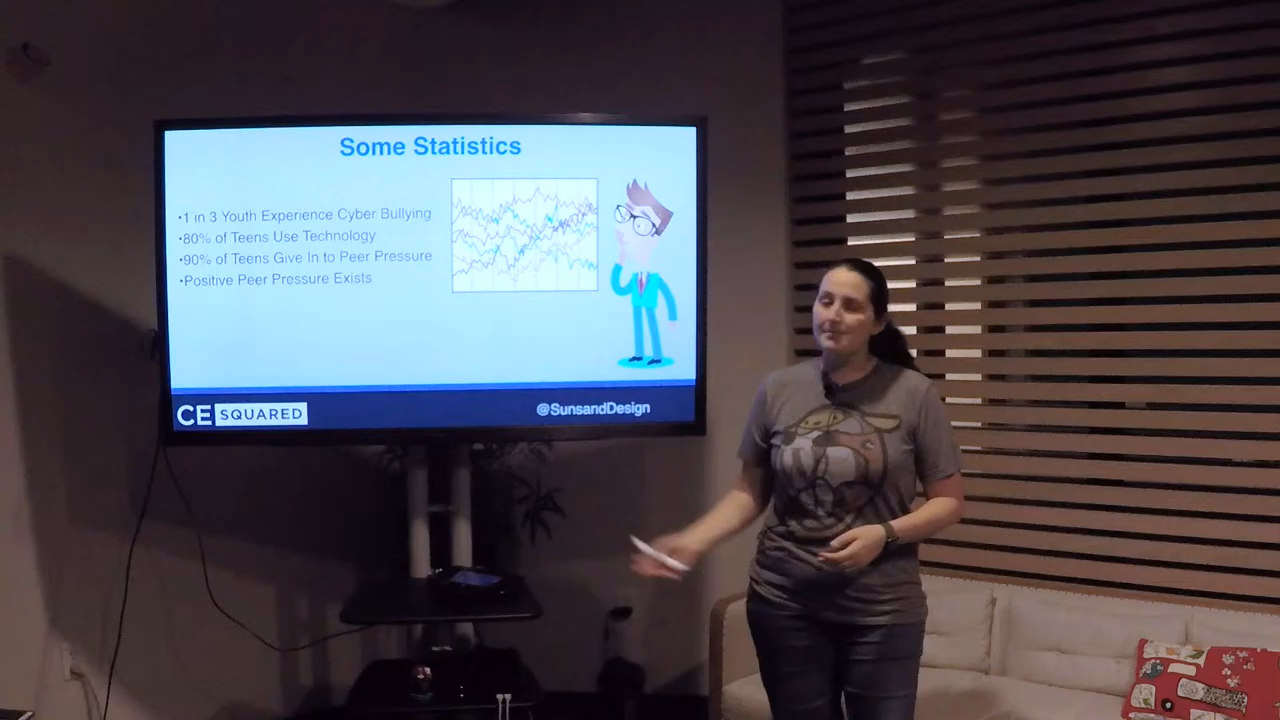 Some Statistics
•1 in 3 Youth Experience Cyber Bullying
•80% of Teens Use Technology
•90% of Teens Give In to Peer Pressure
•Positive Peer Pressure Exists
CE SQUARED
@SunsandDesign